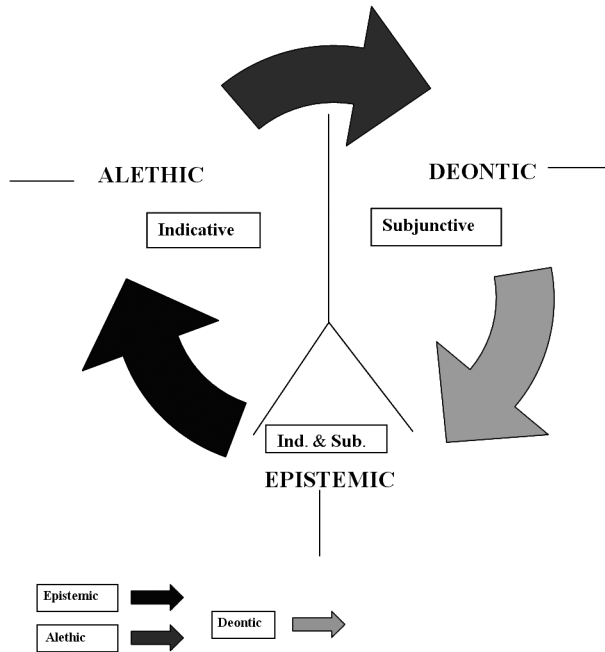 ALETHIC
DEONTIC
Indicative
Subjunctive
Ind. & Sub.
EPISTEMIC
Epistemic
Alethic
Deontic